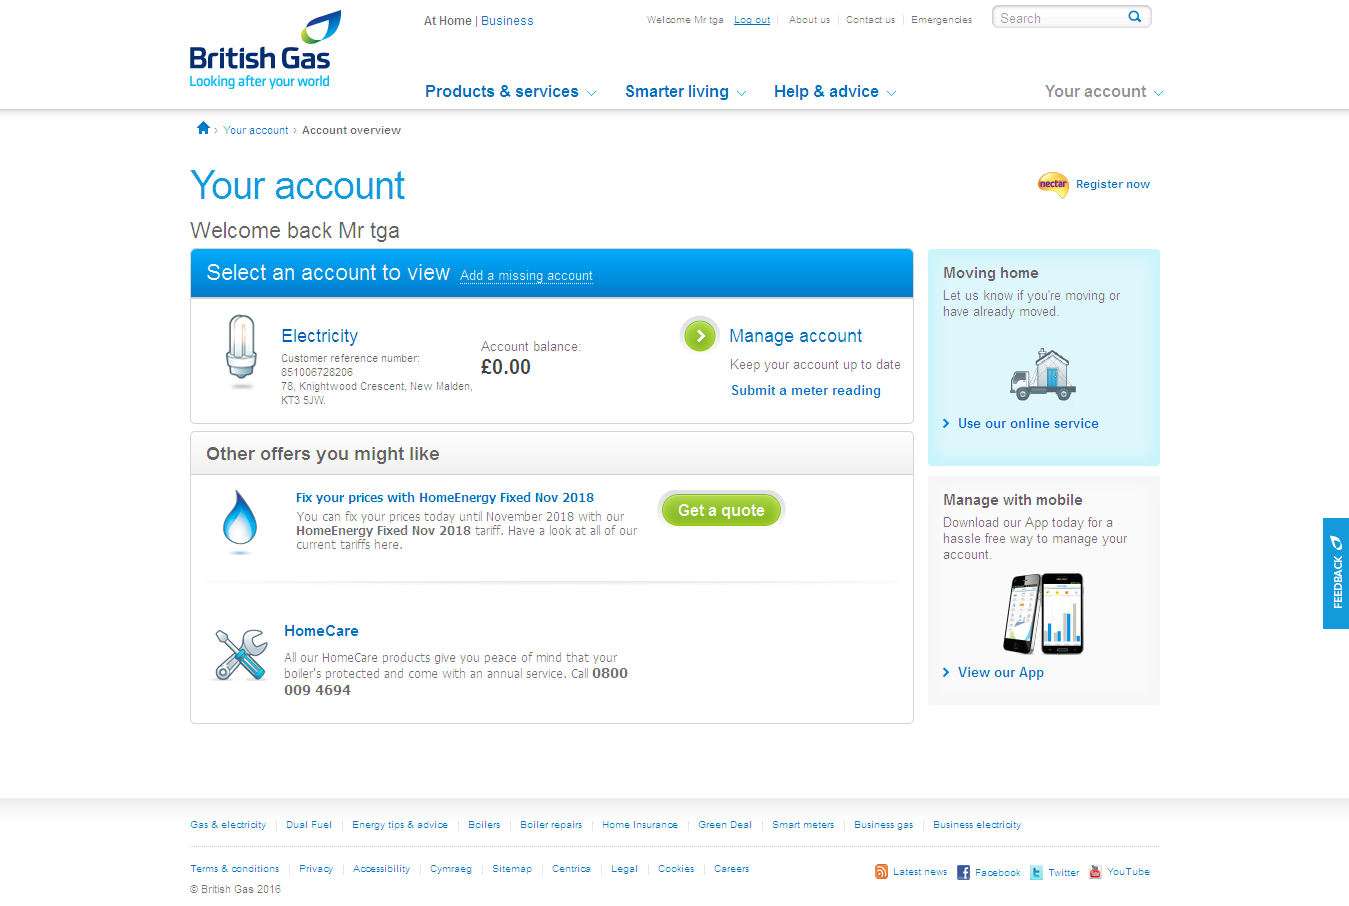 At Home | Business
Welcome Mr tga Log out About us Contact us Emergencies
Search
British Gas
Looking after your world
Products & services Smarter living Help & advice Your account
Your account › Account overview
Your account
nectar Register now
Welcome back Mr tga
Select an account to view Add a missing account
Electricity
Customer reference number:
851006728206
78, Knightwood Crescent, New Malden,
KT3 5JW.
Account balance:
£0.00
Manage account
Keep your account up to date
Submit a meter reading
Moving home
Let us know if you're moving or
have already moved.
Use our online service
Other offers you might like
Fix your prices with HomeEnergy Fixed Nov 2018
You can fix your prices today until November 2018 with our
HomeEnergy Fixed Nov 2018 tariff. Have a look at all of our
current tariffs here.
Get a quote
HomeCare
All our HomeCare products give you peace of mind that your
boiler's protected and come with an annual service. Call 0800
009 4694
Manage with mobile
Download our App today for a
hassle free way to manage your
account.
View our App
FEEDBACK
Gas & electricity Dual Fuel Energy tips & advice Boilers Boiler repairs Home Insurance Green Deal Smart meters Business gas Business electricity
Terms & conditions Privacy Accessibility Cymraeg Sitemap Centrica Legal Cookies Careers
Latest news Facebook Twitter YouTube
© British Gas 2016